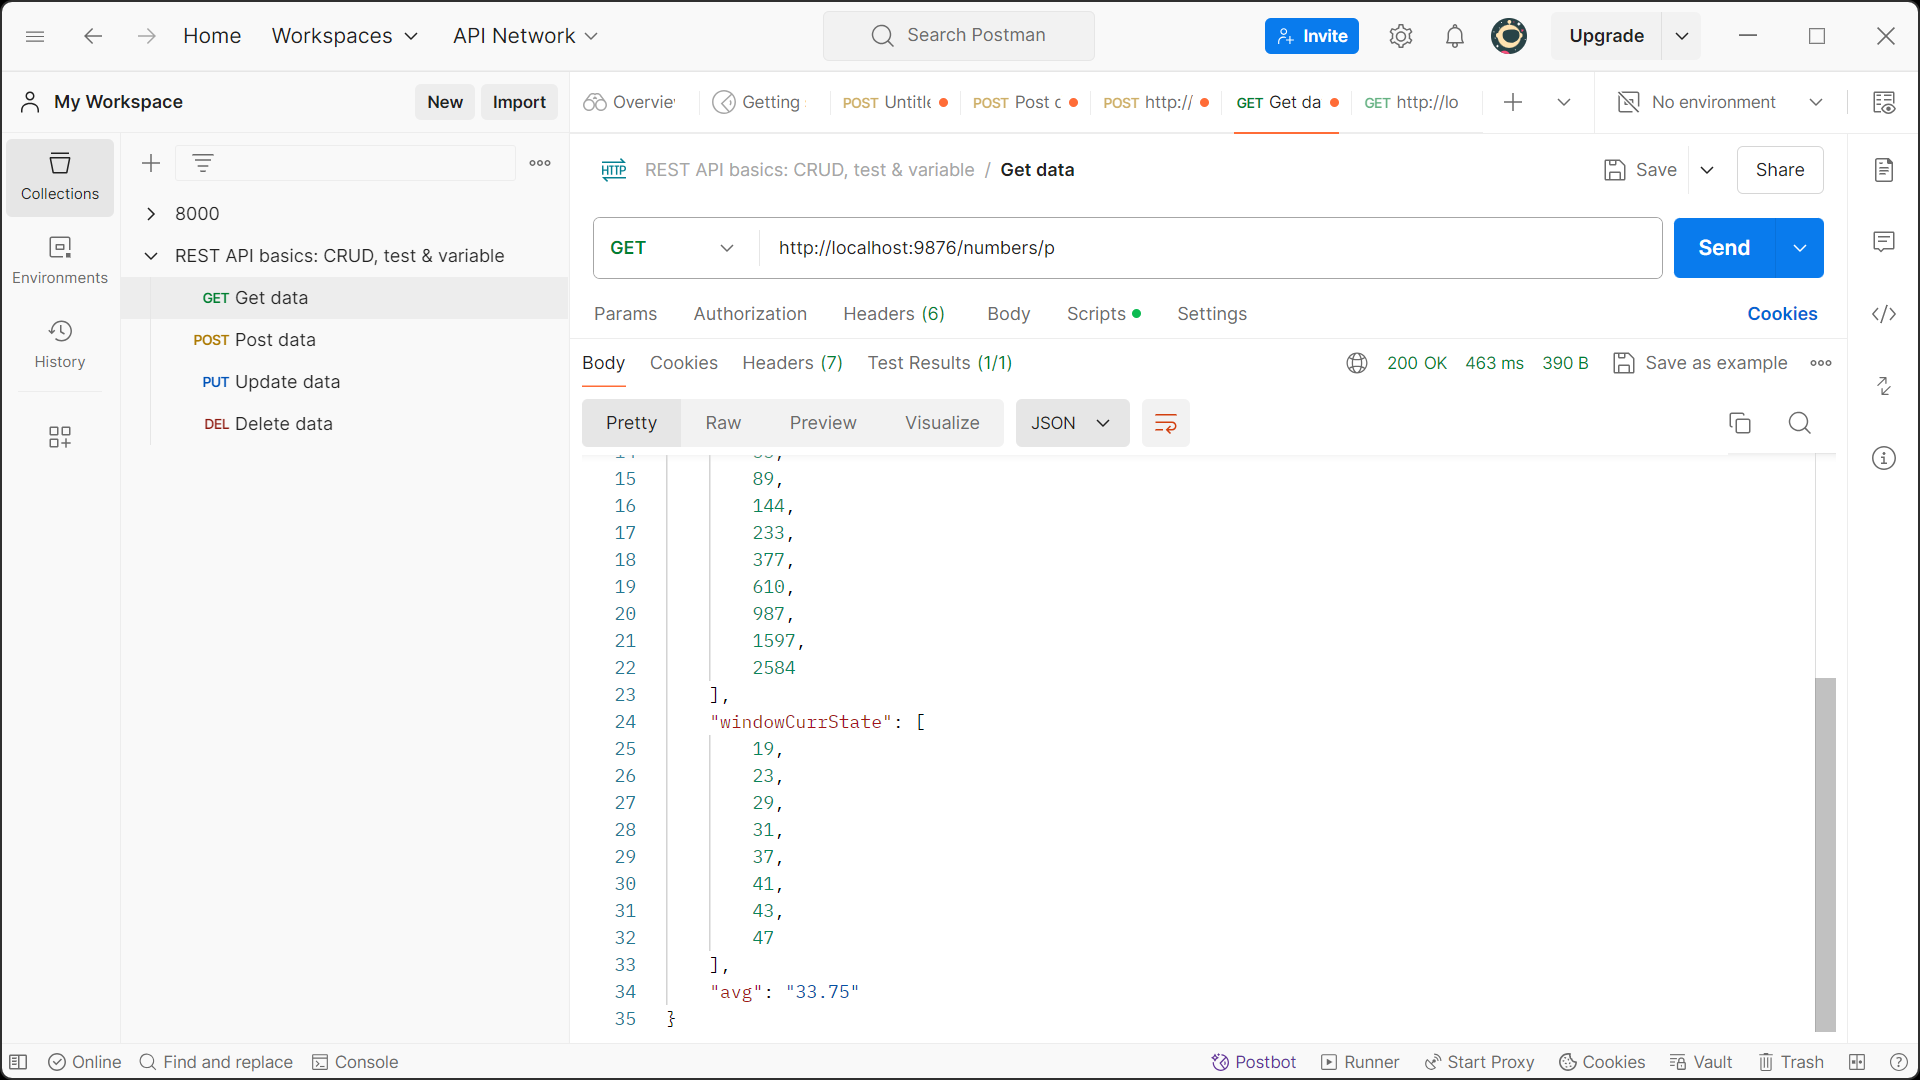 Home
Workspaces
API Network
Search Postman
Invite
Upgrade
My Workspace
New
Import
Overvie
Getting
POST Untitle
POST Post
POST http://
GET Get da
GET http://lo
No environment
Collections
Environments
History
8000
REST API basics: CRUD, test & variable
GET Get data
POST Post data
PUT Update data
DEL Delete data
HTTP
REST API basics: CRUD, test & variable / Get data
Save
Share
GET
http://localhost:9876/numbers/p
Send
Params
Authorization
Headers (6)
Body
Scripts
Settings
Cookies
Body
Cookies
Headers (7)
Test Results (1/1)
200 OK
463 ms
390 B
Save as example
Pretty
Raw
Preview
Visualize
JSON
15 89,
16 144,
17 233,
18 377,
19 610,
20 987,
21 1597,
22 2584
23 ],
24 "windowCurrState": [
25 19,
26 23,
27 29,
28 31,
29 37,
30 41,
31 43,
32 47
33 ],
34 "avg": "33.75"
35 }
Online
Find and replace
Console
Postbot
Runner
Start Proxy
Cookies
Vault
Trash